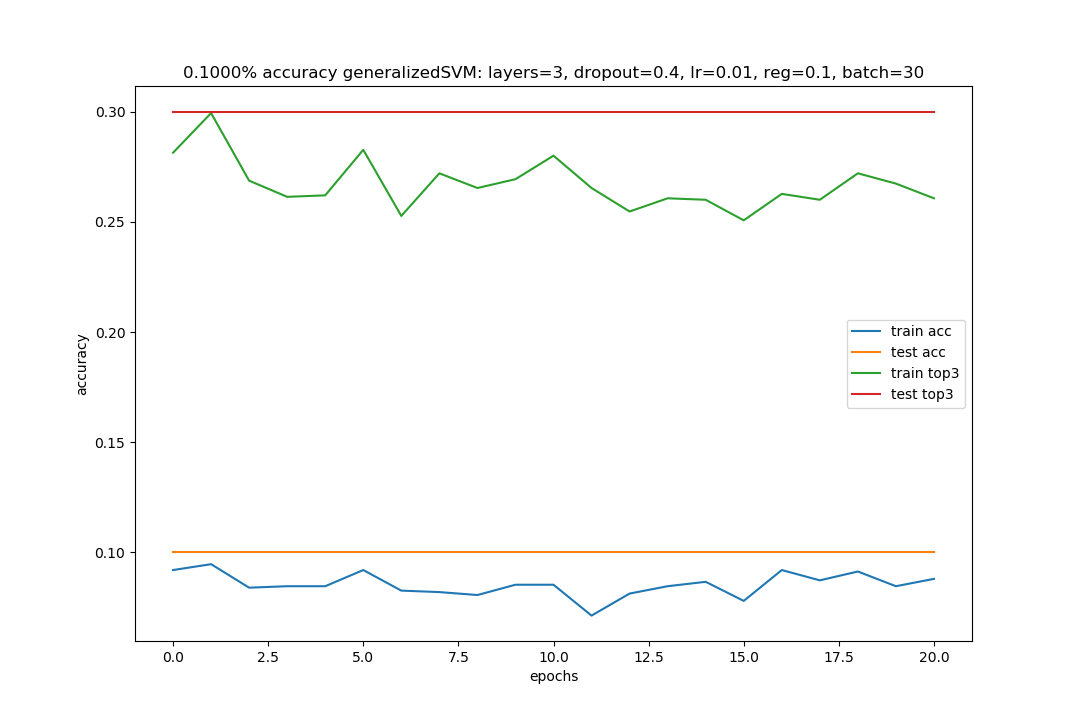 0.1000% accuracy generalizedSVM: layers=3, dropout=0.4, lr=0.01, reg=0.1, batch=30
0.30
0.25
0.20
0.15
0.10
accuracy
train acc
test acc
train top3
test top3
0.0 2.5 5.0 7.5 10.0 12.5 15.0 17.5 20.0
epochs